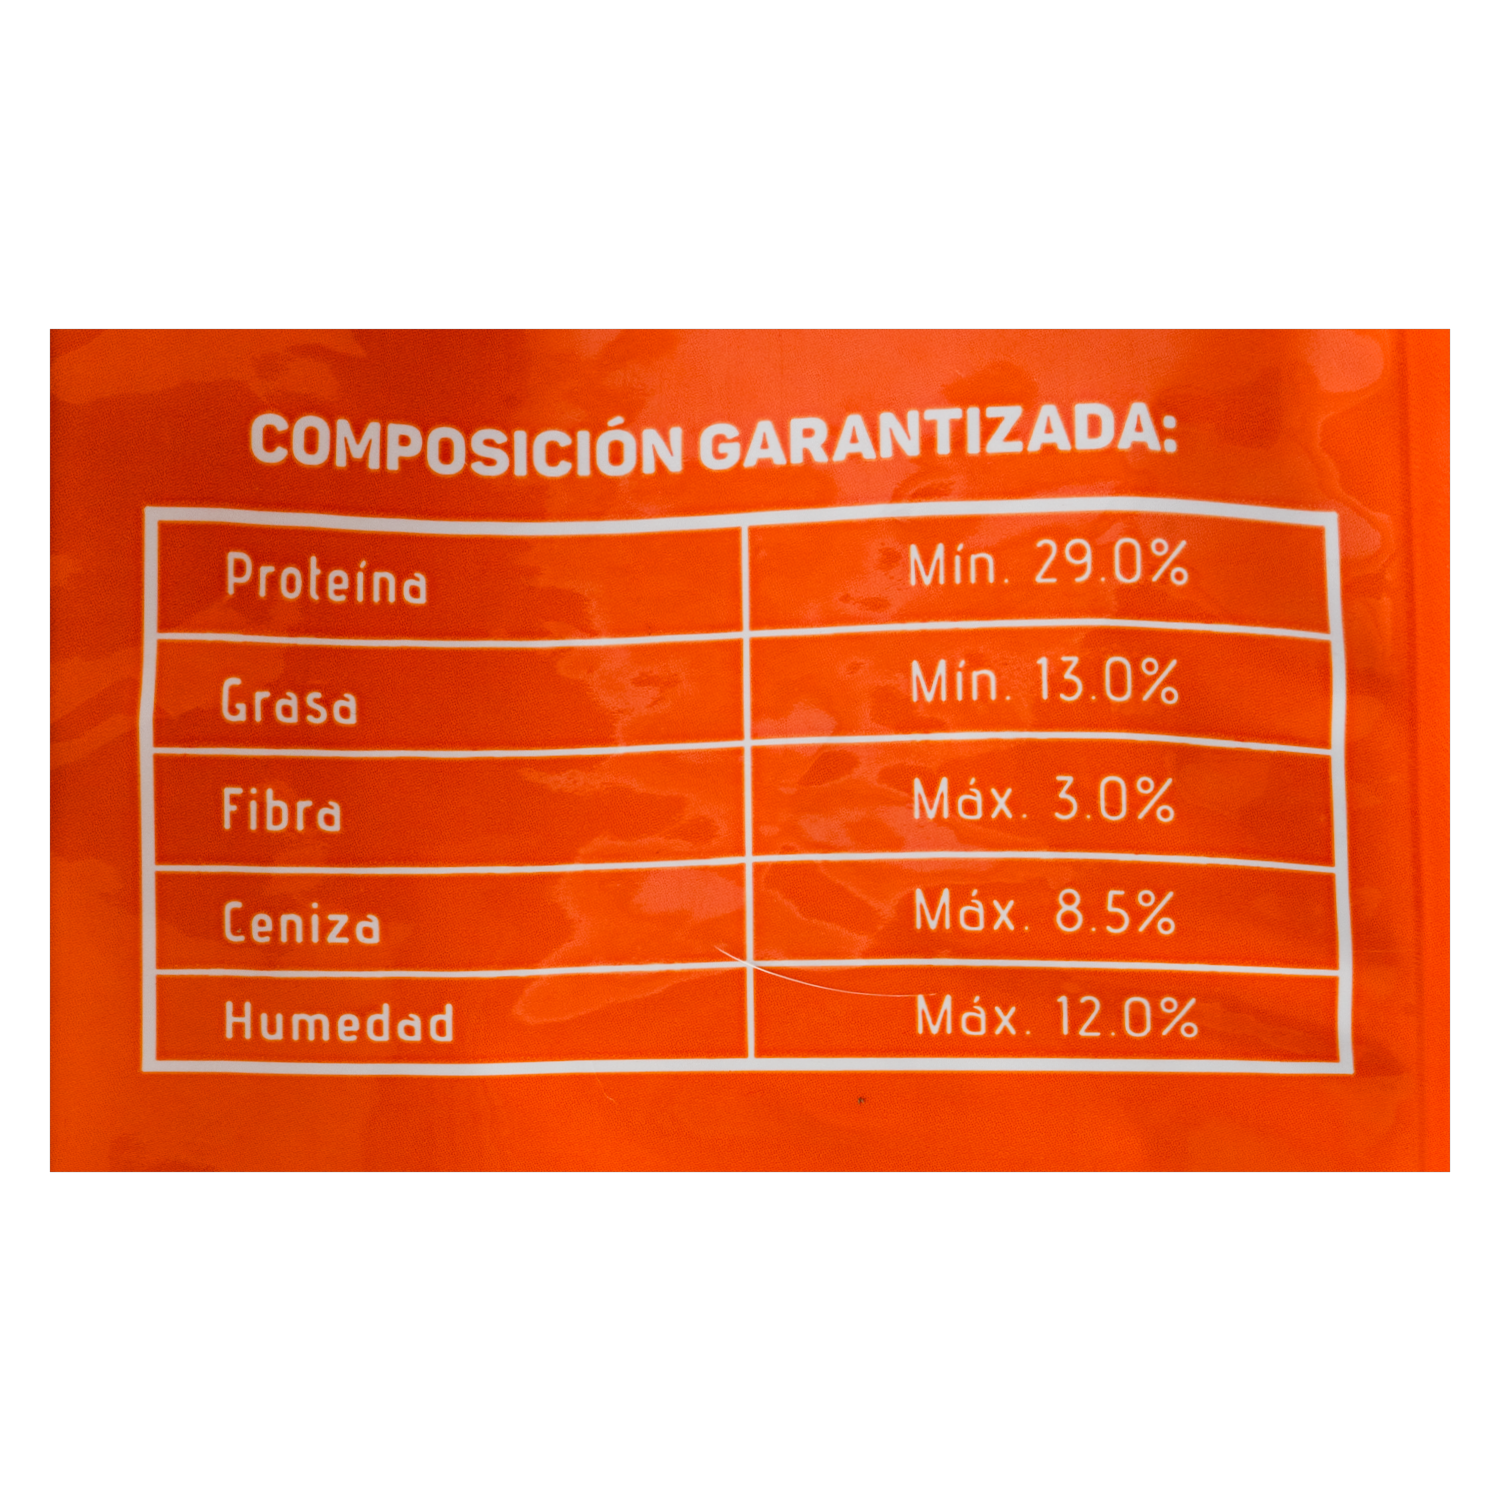 COMPOSICIÓN GARANTIZADA:
Proteína Mín. 29.0%
Grasa Mín. 13.0%
Fibra Máx. 3.0%
Ceniza Máx. 8.5%
Humedad Máx. 12.0%